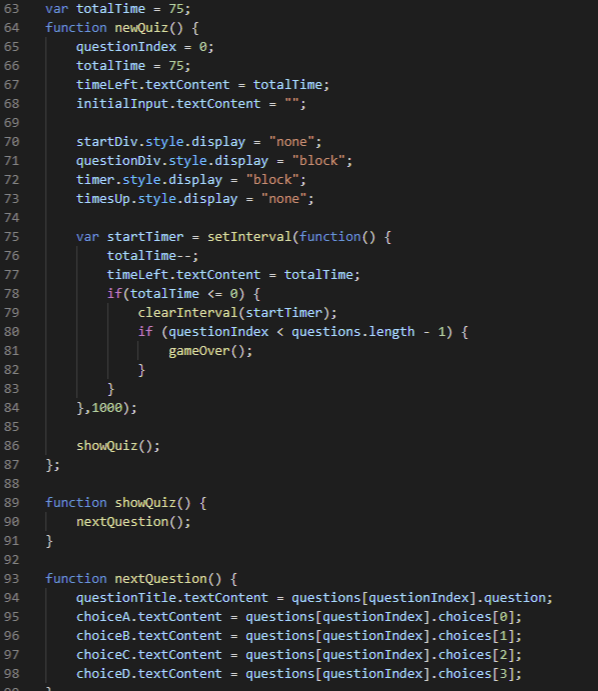 63 var totalTime = 75;
64 function newQuiz() {
65     questionIndex = 0;
66     totalTime = 75;
67     timeLeft.textContent = totalTime;
68     initialInput.textContent = "";
69
70     startDiv.style.display = "none";
71     questionDiv.style.display = "block";
72     timer.style.display = "block";
73     timesUp.style.display = "none";
74
75     var startTimer = setInterval(function() {
76         totalTime--;
77         timeLeft.textContent = totalTime;
78         if(totalTime <= 0) {
79             clearInterval(startTimer);
80             if (questionIndex < questions.length - 1) {
81                 gameOver();
82             }
83         }
84     },1000);
85
86     showQuiz();
87 };
88
89 function showQuiz() {
90     nextQuestion();
91 }
92
93 function nextQuestion() {
94     questionTitle.textContent = questions[questionIndex].question;
95     choiceA.textContent = questions[questionIndex].choices[0];
96     choiceB.textContent = questions[questionIndex].choices[1];
97     choiceC.textContent = questions[questionIndex].choices[2];
98     choiceD.textContent = questions[questionIndex].choices[3];